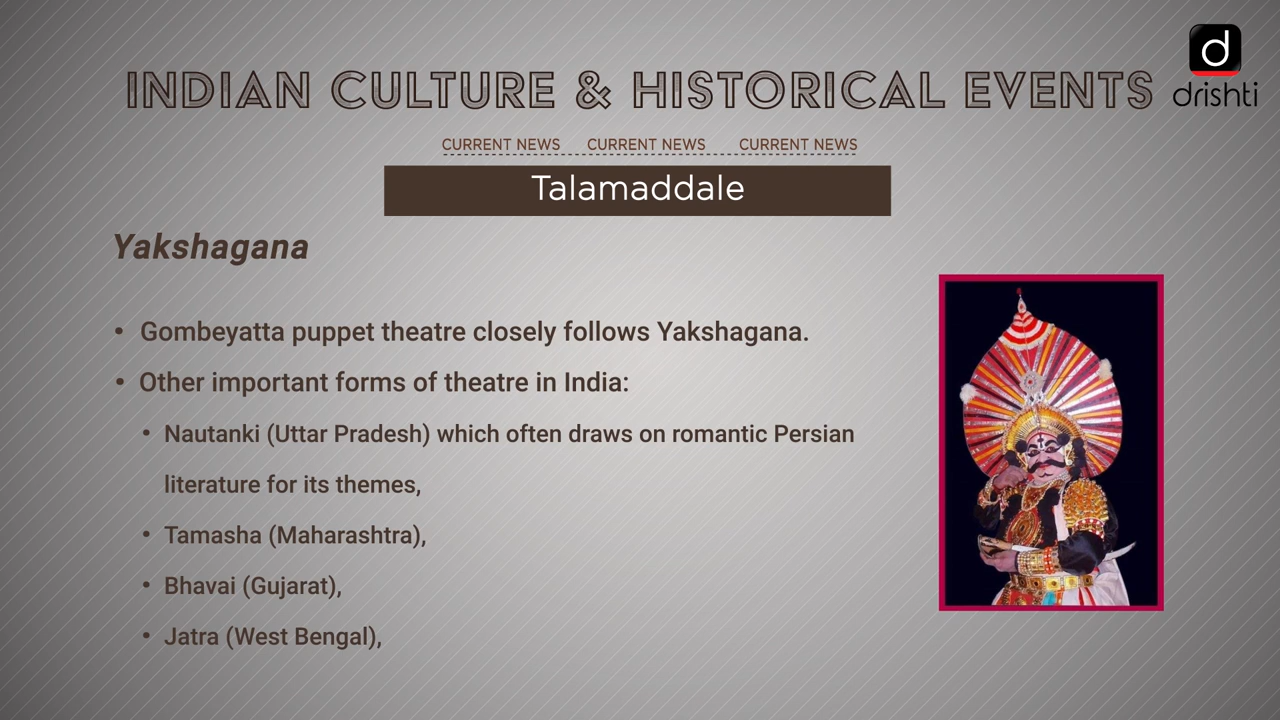 d
drishti
INDIAN CULTURE & HISTORICAL EVENTS
CURRENT NEWS CURRENT NEWS CURRENT NEWS
Talamaddale
Yakshagana
• Gombeyatta puppet theatre closely follows Yakshagana.
• Other important forms of theatre in India:
• Nautanki (Uttar Pradesh) which often draws on romantic Persian
literature for its themes,
• Tamasha (Maharashtra),
• Bhavai (Gujarat),
• Jatra (West Bengal),